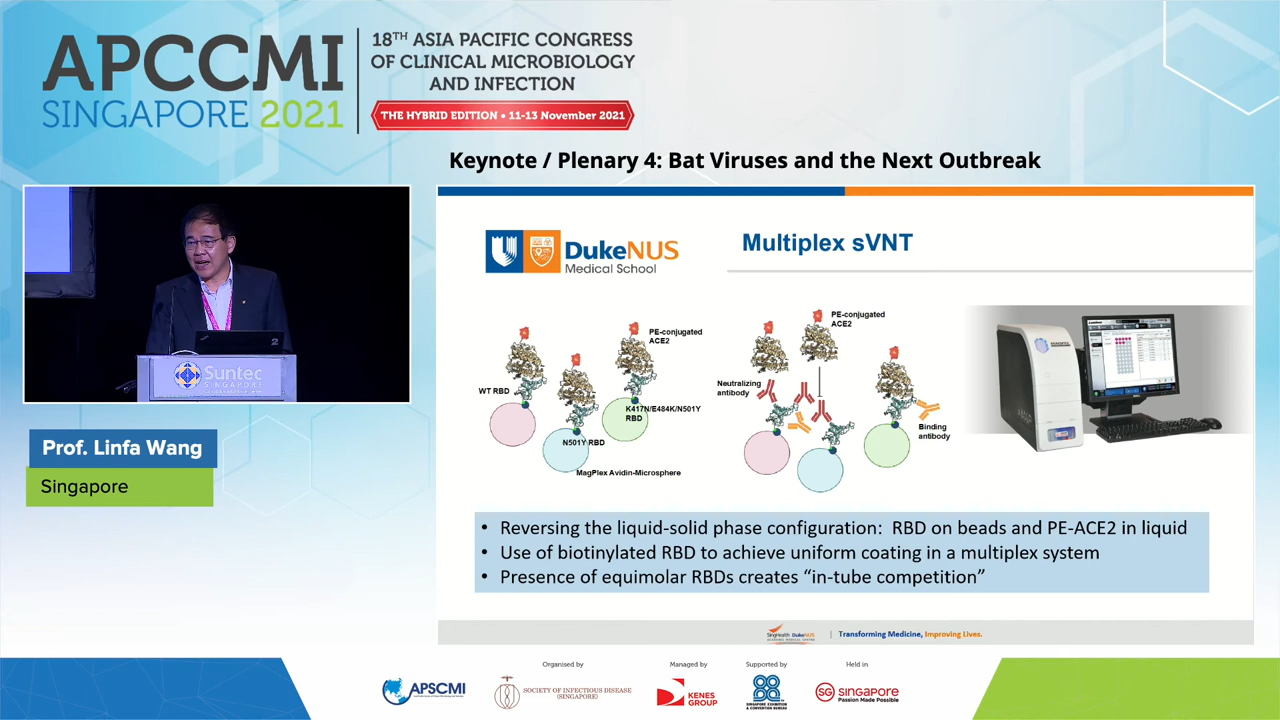 APCCMI
SINGAPORE 2021
18TH ASIA PACIFIC CONGRESS
OF CLINICAL MICROBIOLOGY
AND INFECTION
THE HYBRID EDITION • 11-13 November 2021
Keynote / Plenary 4: Bat Viruses and the Next Outbreak
Suntec
SINGAPORE
Prof. Linfa Wang
Singapore
DukeNUS
Medical School
Multiplex sVNT
PE-conjugated
ACE2
WT RBD
K417N/E484K/N501Y
RBD
N501Y RBD
MagPlex Avidin-Microsphere
PE-conjugated
ACE2
Neutralizing
antibody
Binding
antibody
• Reversing the liquid-solid phase configuration: RBD on beads and PE-ACE2 in liquid
• Use of biotinylated RBD to achieve uniform coating in a multiplex system
• Presence of equimolar RBDs creates “in-tube competition”
SingHealth DukeNUS
ACADEMIC MEDICAL CENTRE
Transforming Medicine, Improving Lives.
Organised by
Managed by
Supported by
Held in
APSCMI
SOCIETY OF INFECTIOUS DISEASE
(SINGAPORE)
KENES
GROUP
SINGAPORE EXHIBITION
& CONVENTION BUREAU
SG SINGAPORE
Passion Made Possible